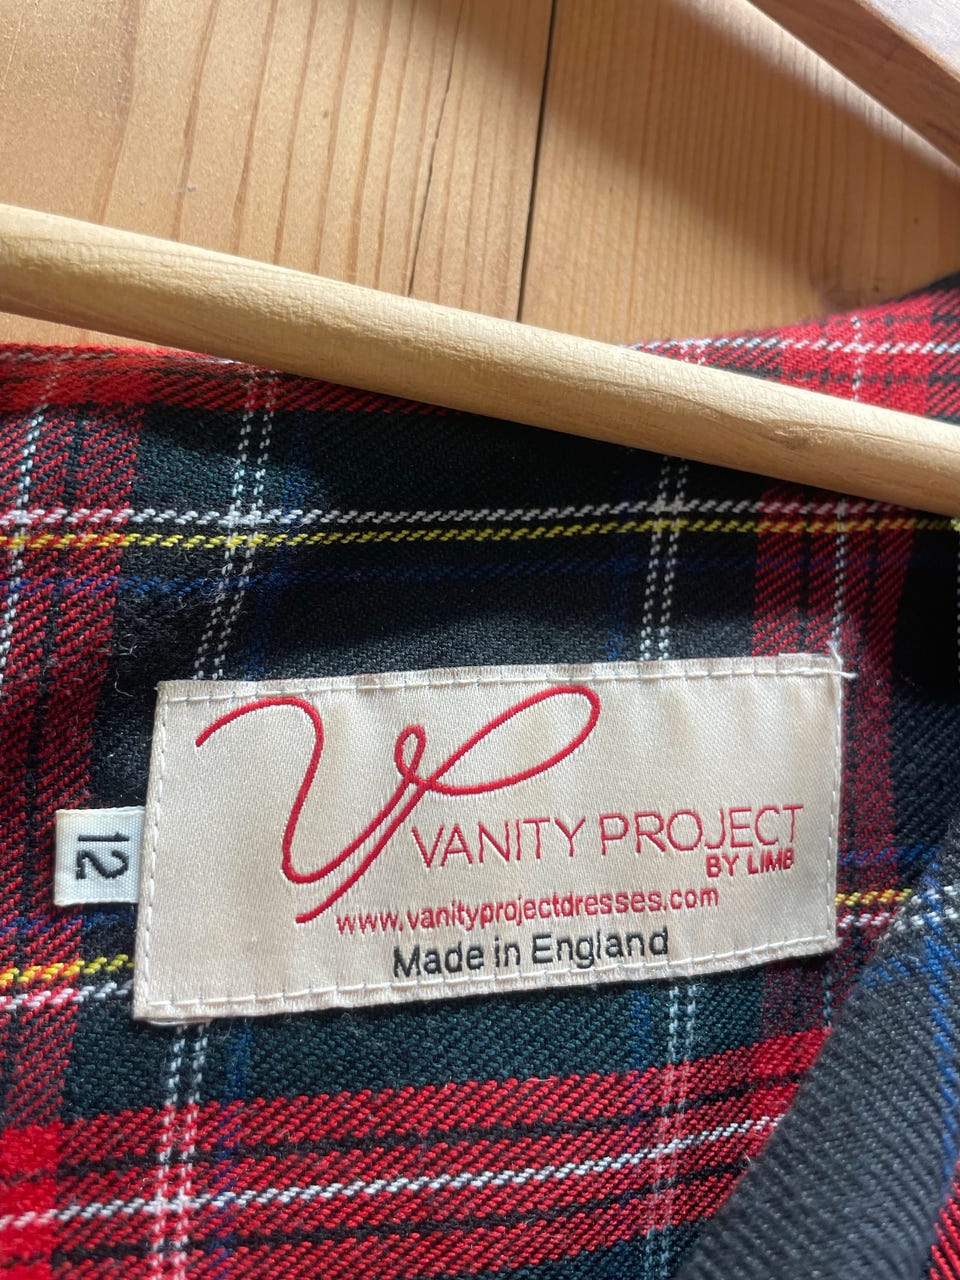 VP
VANITY PROJECT
BY LIMB
www.vanityprojectdresses.com
Made in England
12